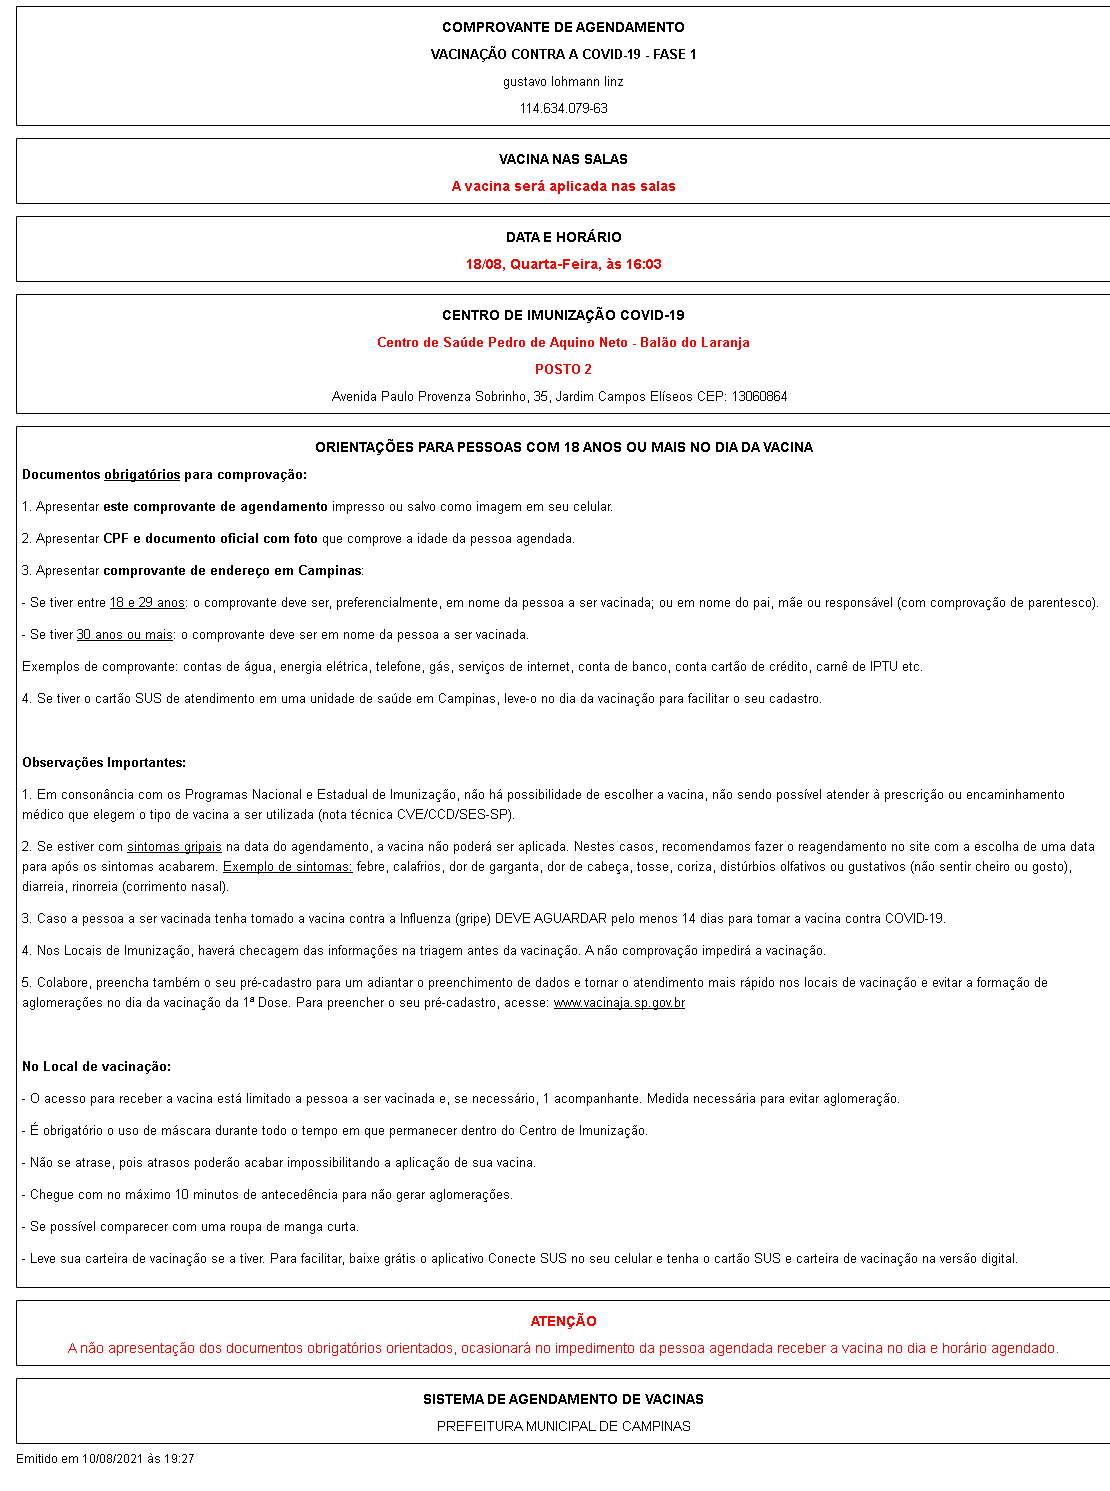 COMPROVANTE DE AGENDAMENTO
VACINAÇÃO CONTRA A COVID-19 - FASE 1
gustavo lohmann linz
114.634.079-63
VACINA NAS SALAS
A vacina será aplicada nas salas
DATA E HORÁRIO
18/08, Quarta-Feira, às 16:03
CENTRO DE IMUNIZAÇÃO COVID-19
Centro de Saúde Pedro de Aquino Neto - Balão do Laranja
POSTO 2
Avenida Paulo Provenza Sobrinho, 35, Jardim Campos Elíseos CEP: 13060864
ORIENTAÇÕES PARA PESSOAS COM 18 ANOS OU MAIS NO DIA DA VACINA
Documentos obrigatórios para comprovação:
1. Apresentar este comprovante de agendamento impresso ou salvo como imagem em seu celular.
2. Apresentar CPF e documento oficial com foto que comprove a idade da pessoa agendada.
3. Apresentar comprovante de endereço em Campinas:
- Se tiver entre 18 e 29 anos: o comprovante deve ser, preferencialmente, em nome da pessoa a ser vacinada; ou em nome do pai, mãe ou responsável (com comprovação de parentesco).
- Se tiver 30 anos ou mais: o comprovante deve ser em nome da pessoa a ser vacinada.
Exemplos de comprovante: contas de água, energia elétrica, telefone, gás, serviços de internet, conta de banco, conta cartão de crédito, carnê de IPTU etc.
4. Se tiver o cartão SUS de atendimento em uma unidade de saúde em Campinas, leve-o no dia da vacinação para facilitar o seu cadastro.
Observações Importantes:
1. Em consonância com os Programas Nacional e Estadual de Imunização, não há possibilidade de escolher a vacina, não sendo possível atender à prescrição ou encaminhamento
médico que elegem o tipo de vacina a ser utilizada (nota técnica CVE/CCD/SES-SP).
2. Se estiver com sintomas gripais na data do agendamento, a vacina não poderá ser aplicada. Nestes casos, recomendamos fazer o reagendamento no site com a escolha de uma data
para após os sintomas acabarem. Exemplo de sintomas: febre, calafrios, dor de garganta, dor de cabeça, tosse, coriza, distúrbios olfativos ou gustativos (não sentir cheiro ou gosto),
diarreia, rinorreia (corrimento nasal).
3. Caso a pessoa a ser vacinada tenha tomado a vacina contra a Influenza (gripe) DEVE AGUARDAR pelo menos 14 dias para tomar a vacina contra COVID-19.
4. Nos Locais de Imunização, haverá checagem das informações na triagem antes da vacinação. A não comprovação impedirá a vacinação.
5. Colabore, preencha também o seu pré-cadastro para um adiantar o preenchimento de dados e tornar o atendimento mais rápido nos locais de vacinação e evitar a formação de
aglomerações no dia da vacinação da 1ª Dose. Para preencher o seu pré-cadastro, acesse: www.vacinaja.sp.gov.br
No Local de vacinação:
- O acesso para receber a vacina está limitado a pessoa a ser vacinada e, se necessário, 1 acompanhante. Medida necessária para evitar aglomeração.
- É obrigatório o uso de máscara durante todo o tempo em que permanecer dentro do Centro de Imunização.
- Não se atrase, pois atrasos poderão acabar impossibilitando a aplicação de sua vacina.
- Chegue com no máximo 10 minutos de antecedência para não gerar aglomerações.
- Se possível comparecer com uma roupa de manga curta.
- Leve sua carteira de vacinação se a tiver. Para facilitar, baixe grátis o aplicativo Conecte SUS no seu celular e tenha o cartão SUS e carteira de vacinação na versão digital.
ATENÇÃO
A não apresentação dos documentos obrigatórios orientados, ocasionará no impedimento da pessoa agendada receber a vacina no dia e horário agendado.
SISTEMA DE AGENDAMENTO DE VACINAS
PREFEITURA MUNICIPAL DE CAMPINAS
Emitido em 10/08/2021 às 19:27